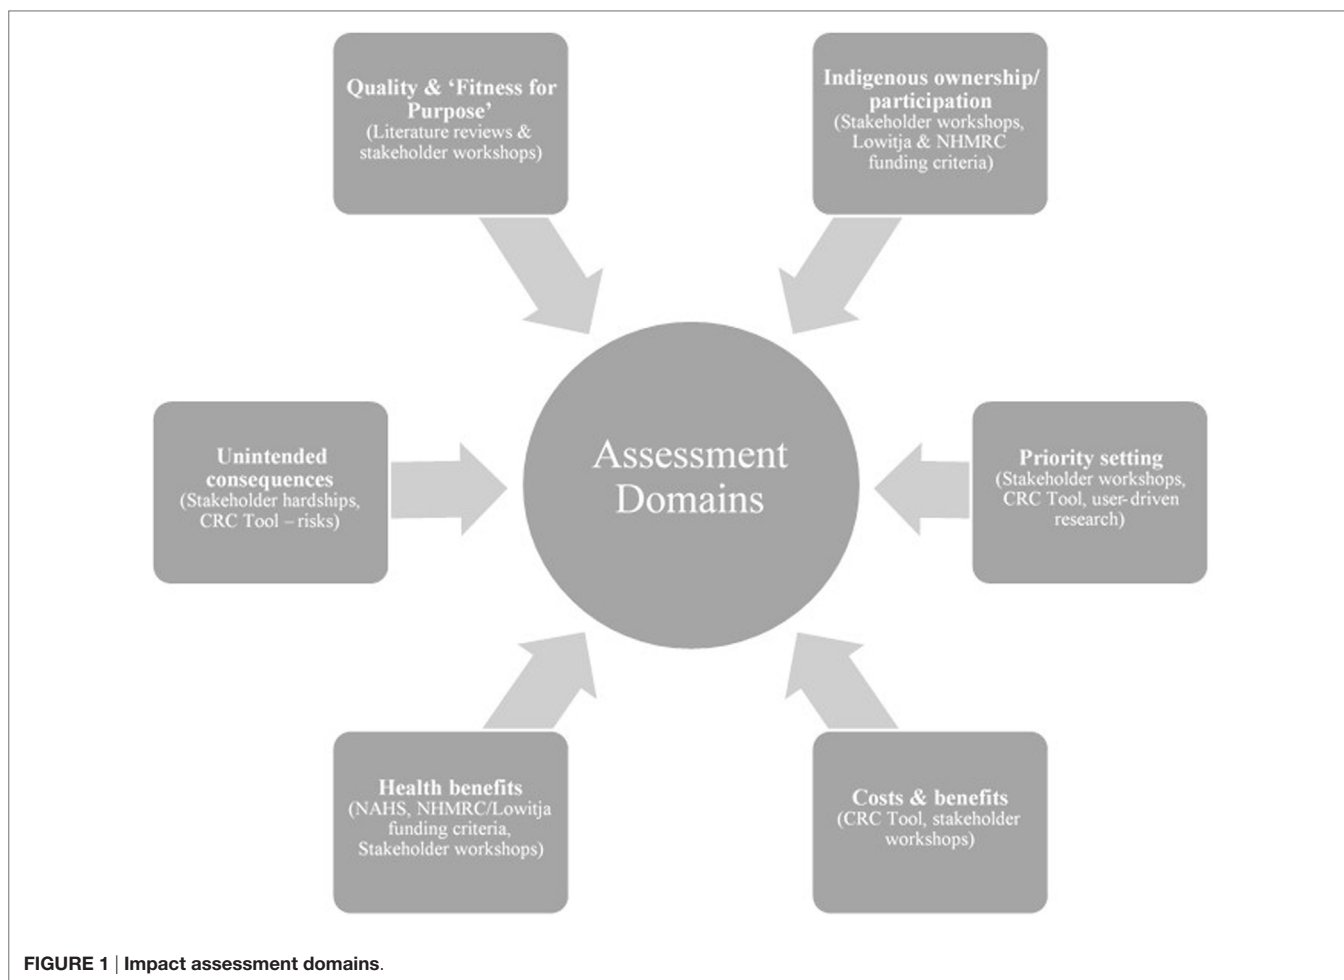 Quality & ‘Fitness for
Purpose’
(Literature reviews &
stakeholder workshops)
Indigenous ownership/
participation
(Stakeholder workshops,
Lowitja & NHMRC
funding criteria)
Unintended
consequences
(Stakeholder hardships,
CRC Tool – risks)
Assessment
Domains
Priority setting
(Stakeholder workshops,
CRC Tool, user-driven
research)
Health benefits
(NAHS, NHMRC/Lowitja
funding criteria,
Stakeholder workshops)
Costs & benefits
(CRC Tool, stakeholder
workshops)
FIGURE 1 | Impact assessment domains.